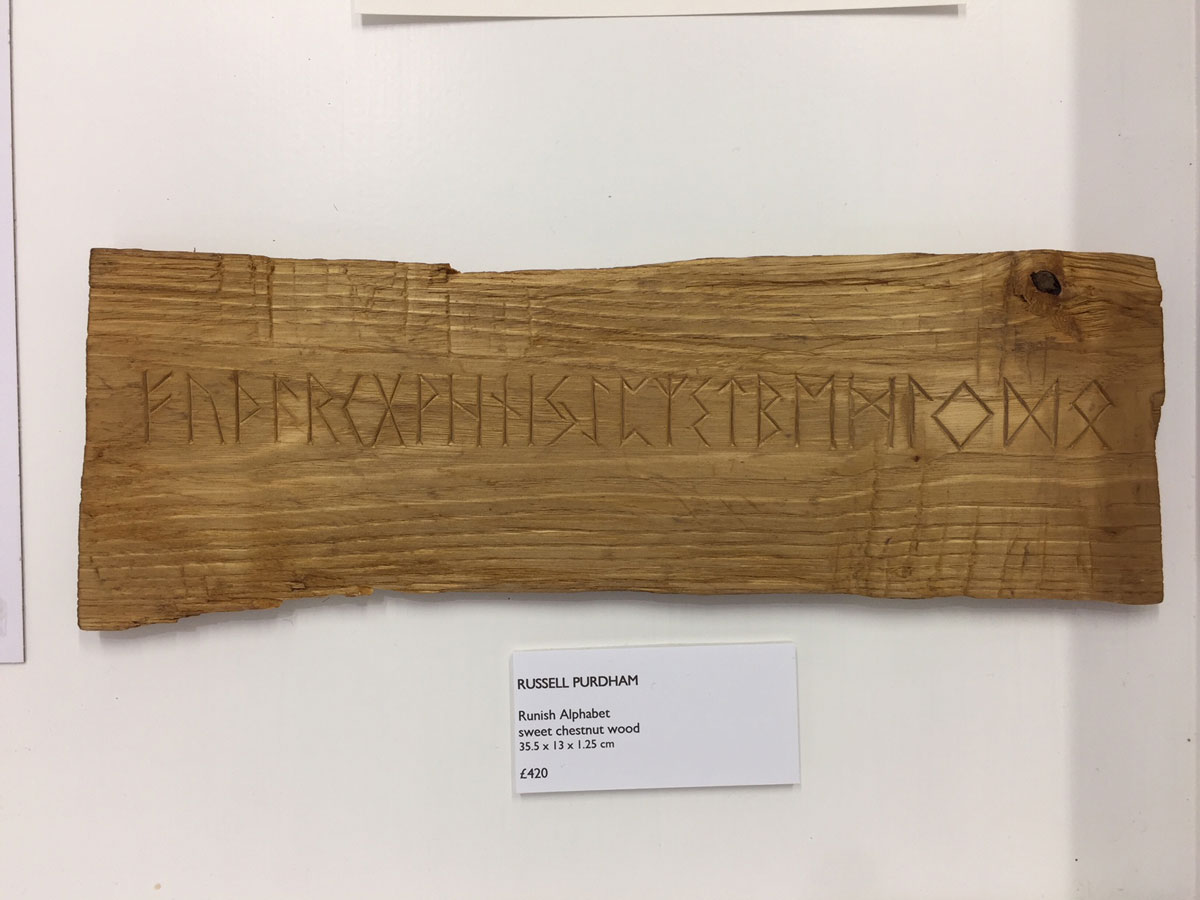 ᚠᚢᚦᚨᚱᚲᚷᚹᚺᚾᛁᛃᛇᛈᛉᛊᛏᛒᛖᛗᛚᛜᛞᛟ
RUSSELL PURDHAM
Runish Alphabet
sweet chestnut wood
35.5 x 13 x 1.25 cm
£420